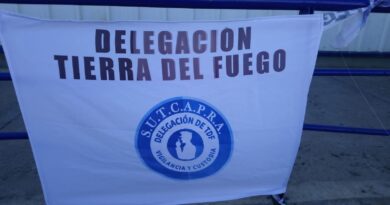 DELEGACION
TIERRA DEL FUEGO
S.U.T.C.A.P.R.A.
DELEGACIÓN DE TDF
VIGILANCIA Y CUSTODIA